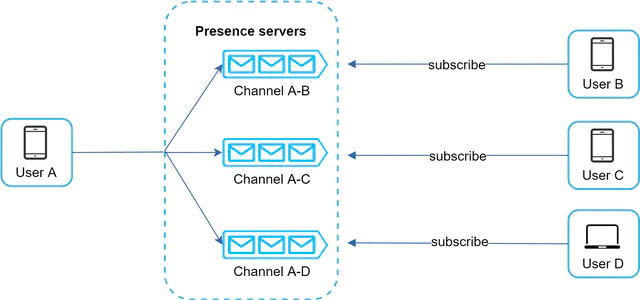 Presence servers
Channel A-B
subscribe
User B
User A
Channel A-C
subscribe
User C
Channel A-D
subscribe
User D